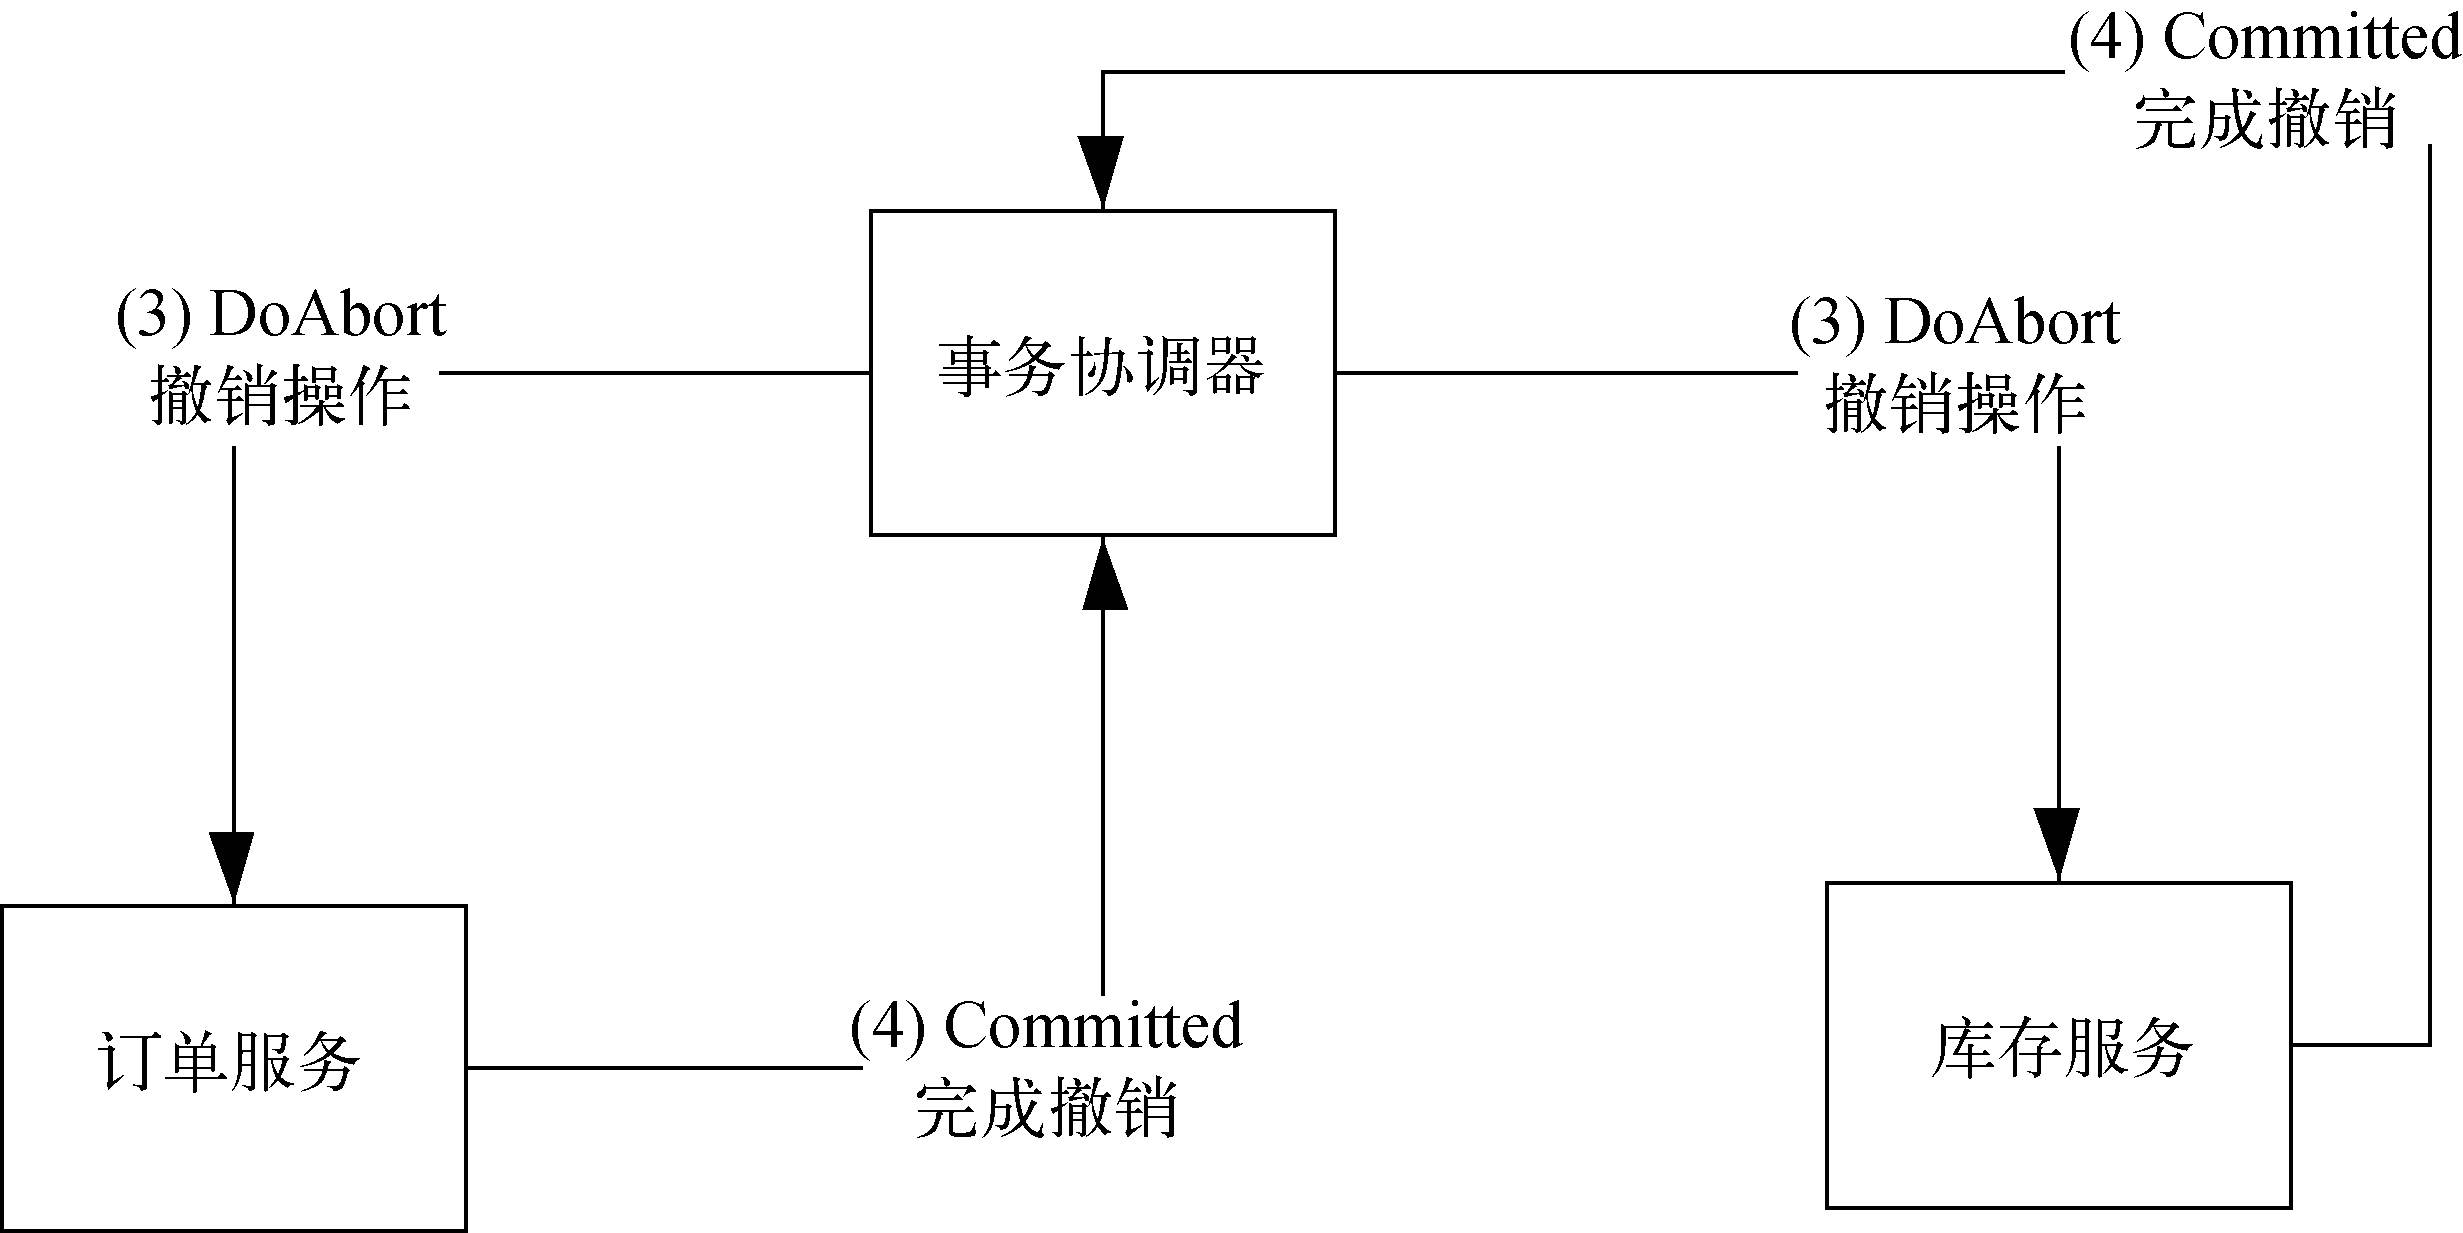 (4) Committed
完成撤销
(3) DoAbort
撤销操作
事务协调器
(3) DoAbort
撤销操作
订单服务
(4) Committed
完成撤销
库存服务